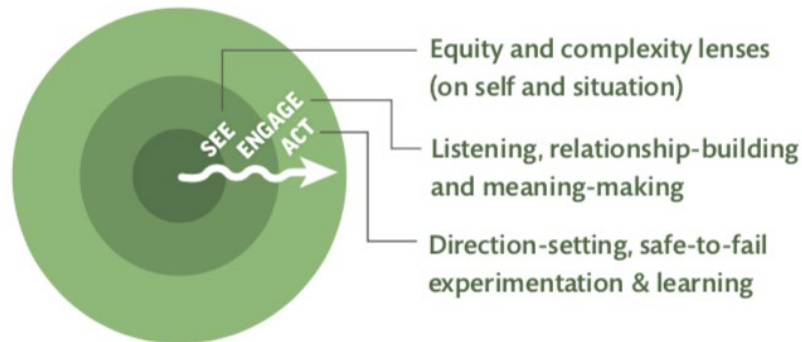 SEE
ENGAGE
ACT
Equity and complexity lenses
(on self and situation)
Listening, relationship-building
and meaning-making
Direction-setting, safe-to-fail
experimentation & learning